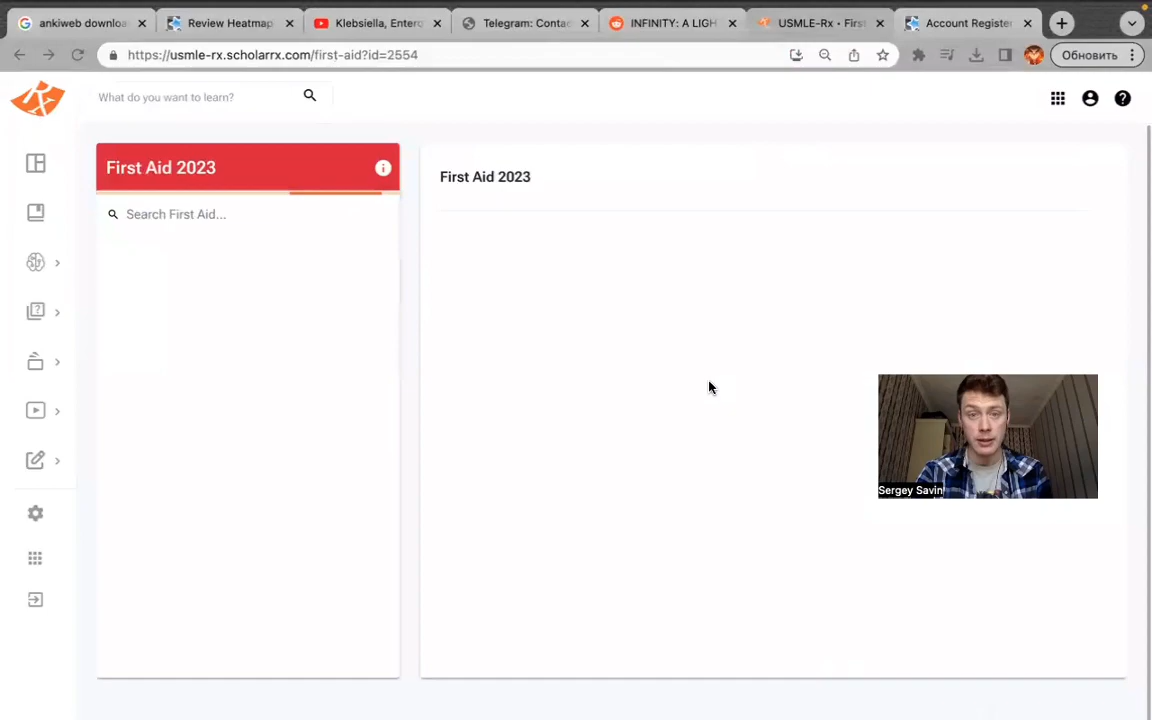 ankiweb downloa
Review Heatmap
Klebsiella, Entero
Telegram: Contac
INFINITY: A LIGH
USMLE-Rx • First
Account Register
https://usmle-rx.scholarrx.com/first-aid?id=2554
Обновить
Rx
What do you want to learn?
First Aid 2023
Search First Aid...
First Aid 2023
Sergey Savin